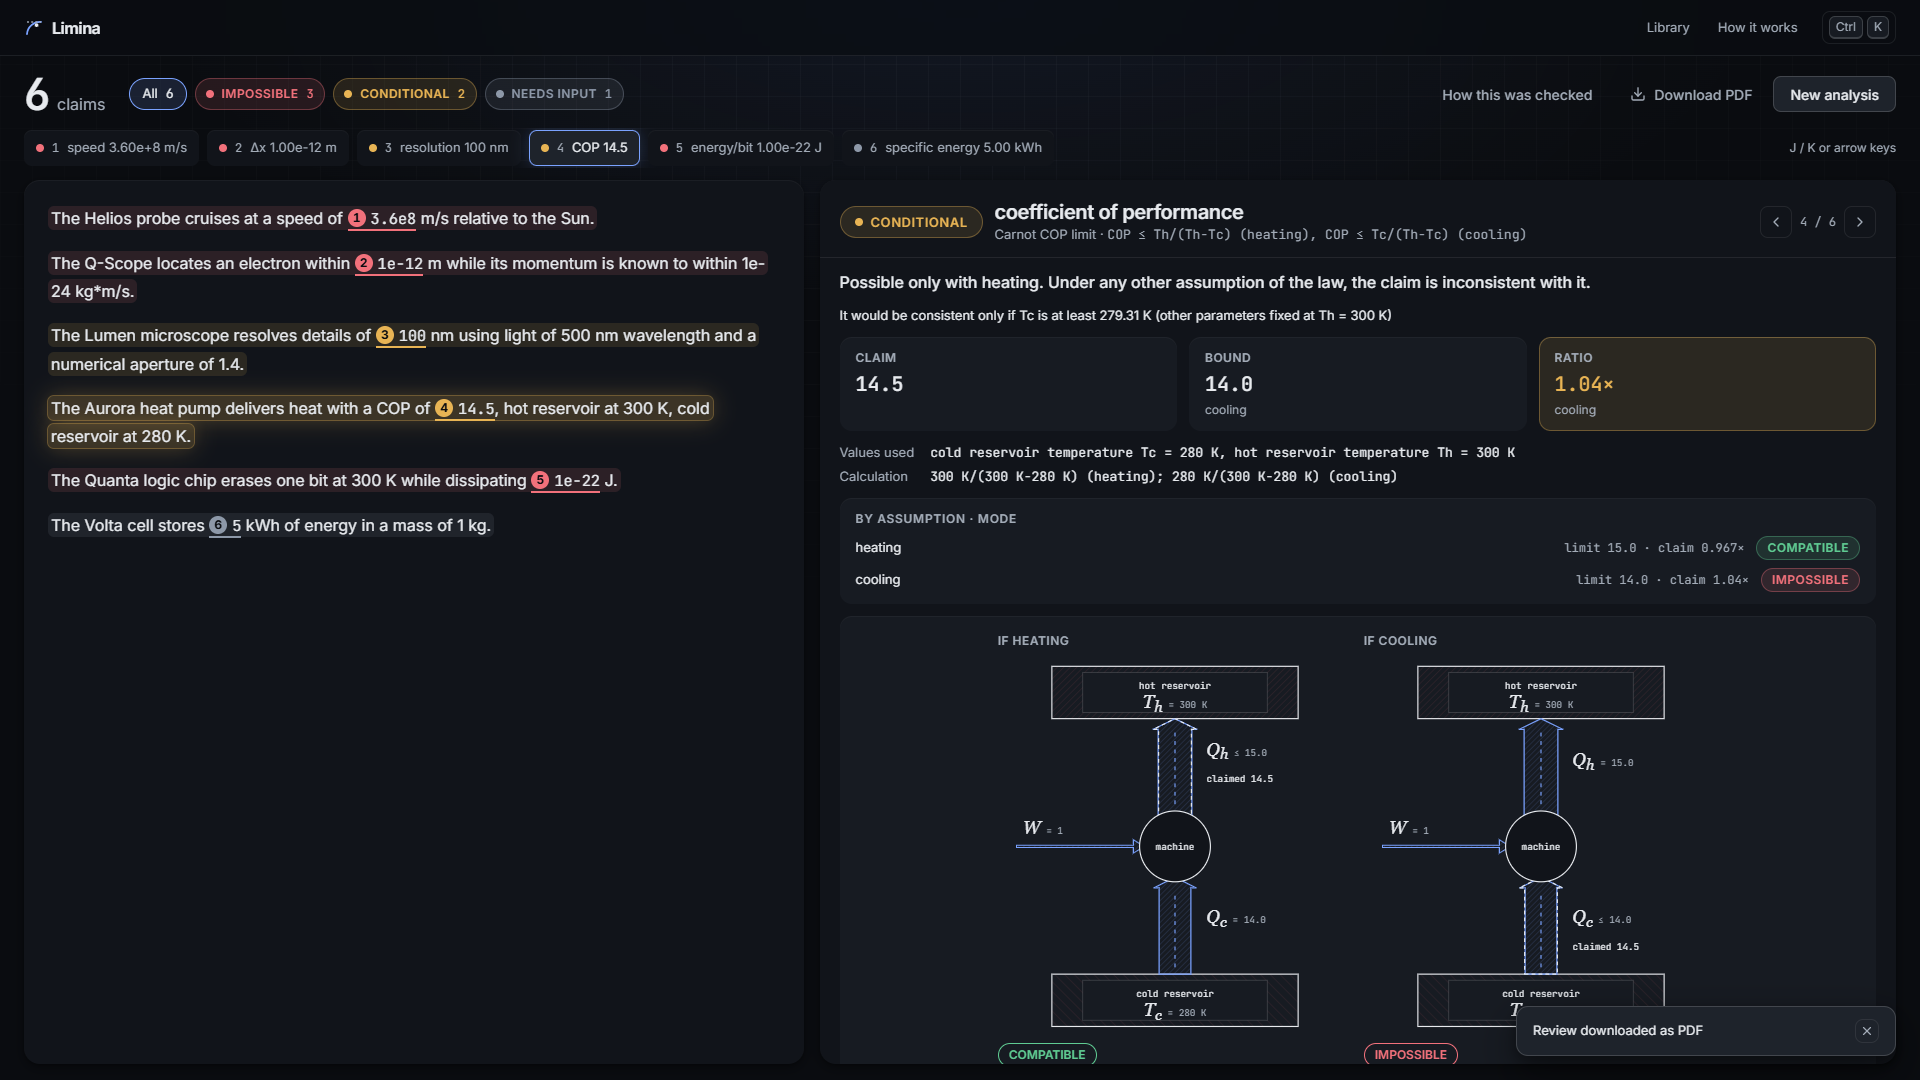 Limina
Library
How it works
Ctrl K
6 claims
All 6
IMPOSSIBLE 3
CONDITIONAL 2
NEEDS INPUT 1
How this was checked
Download PDF
New analysis
1 speed 3.60e+8 m/s
2 Δx 1.00e-12 m
3 resolution 100 nm
4 COP 14.5
5 energy/bit 1.00e-22 J
6 specific energy 5.00 kWh
J / K or arrow keys
The Helios probe cruises at a speed of 1 3.6e8 m/s relative to the Sun.
The Q-Scope locates an electron within 2 1e-12 m while its momentum is known to within 1e-
24 kg*m/s.
The Lumen microscope resolves details of 3 100 nm using light of 500 nm wavelength and a
numerical aperture of 1.4.
The Aurora heat pump delivers heat with a COP of 4 14.5, hot reservoir at 300 K, cold
reservoir at 280 K.
The Quanta logic chip erases one bit at 300 K while dissipating 5 1e-22 J.
The Volta cell stores 6 5 kWh of energy in a mass of 1 kg.
CONDITIONAL
coefficient of performance
Carnot COP limit · COP ≤ Th/(Th-Tc) (heating), COP ≤ Tc/(Th-Tc) (cooling)
4 / 6
Possible only with heating. Under any other assumption of the law, the claim is inconsistent with it.
It would be consistent only if Tc is at least 279.31 K (other parameters fixed at Th = 300 K)
CLAIM
14.5
BOUND
14.0
cooling
RATIO
1.04×
cooling
Values used cold reservoir temperature Tc = 280 K, hot reservoir temperature Th = 300 K
Calculation 300 K/(300 K-280 K) (heating); 280 K/(300 K-280 K) (cooling)
BY ASSUMPTION · MODE
heating limit 15.0 · claim 0.967× COMPATIBLE
cooling limit 14.0 · claim 1.04× IMPOSSIBLE
IF HEATING
hot reservoir
Th = 300 K
Qh ≤ 15.0
claimed 14.5
W = 1
machine
Qc = 14.0
cold reservoir
Tc = 280 K
COMPATIBLE
IF COOLING
hot reservoir
Th = 300 K
Qh = 15.0
W = 1
machine
Qc ≤ 14.0
claimed 14.5
cold reservoir
T
IMPOSSIBLE
Review downloaded as PDF